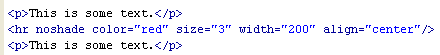 <p>This is some text.</p>
<hr noshade color="red" size="3" width="200" align="center"/>
<p>This is some text.</p>